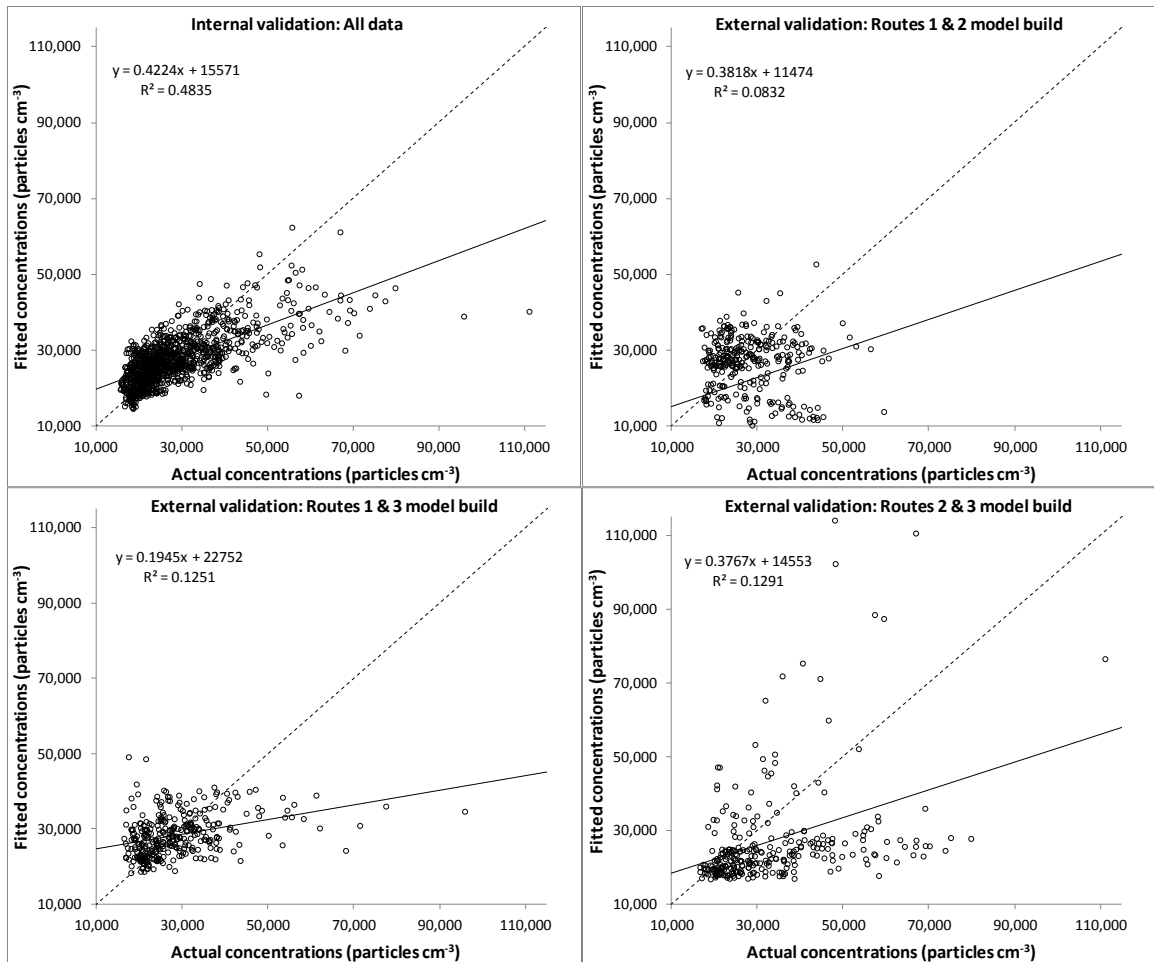 Internal validation: All data
y = 0.4224x + 15571
R² = 0.4835
110,000
90,000
70,000
50,000
30,000
10,000
Fitted concentrations (particles cm⁻³)
10,000 30,000 50,000 70,000 90,000 110,000
Actual concentrations (particles cm⁻³)
External validation: Routes 1 & 2 model build
y = 0.3818x + 11474
R² = 0.0832
110,000
90,000
70,000
50,000
30,000
10,000
Fitted concentrations (particles cm⁻³)
10,000 30,000 50,000 70,000 90,000 110,000
Actual concentrations (particles cm⁻³)
External validation: Routes 1 & 3 model build
y = 0.1945x + 22752
R² = 0.1251
110,000
90,000
70,000
50,000
30,000
10,000
Fitted concentrations (particles cm⁻³)
10,000 30,000 50,000 70,000 90,000 110,000
Actual concentrations (particles cm⁻³)
External validation: Routes 2 & 3 model build
y = 0.3767x + 14553
R² = 0.1291
110,000
90,000
70,000
50,000
30,000
10,000
Fitted concentrations (particles cm⁻³)
10,000 30,000 50,000 70,000 90,000 110,000
Actual concentrations (particles cm⁻³)